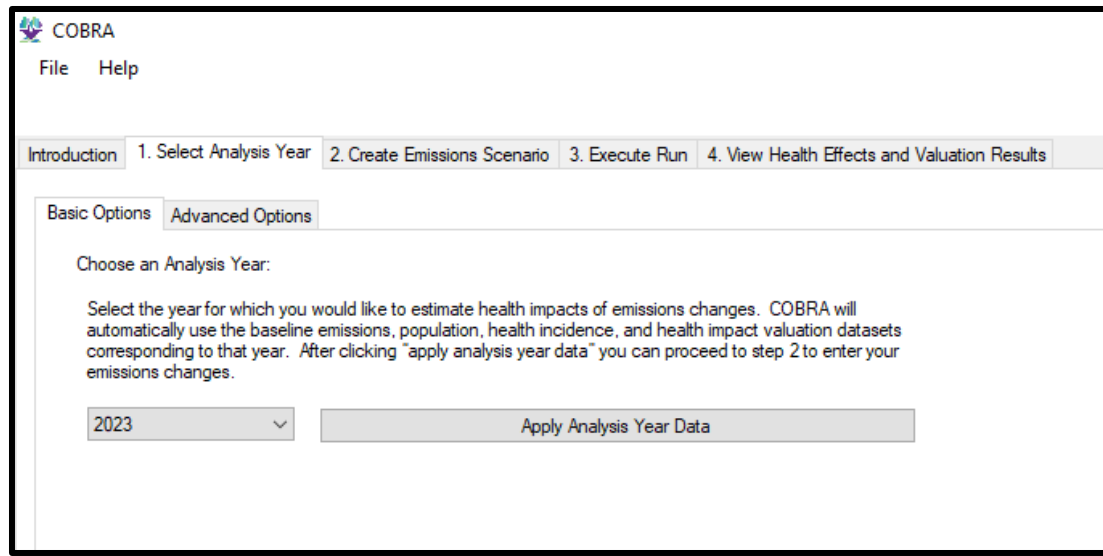 COBRA
File Help
Introduction 1. Select Analysis Year 2. Create Emissions Scenario 3. Execute Run 4. View Health Effects and Valuation Results
Basic Options Advanced Options
Choose an Analysis Year:
Select the year for which you would like to estimate health impacts of emissions changes. COBRA will
automatically use the baseline emissions, population, health incidence, and health impact valuation datasets
corresponding to that year. After clicking "apply analysis year data" you can proceed to step 2 to enter your
emissions changes.
2023 Apply Analysis Year Data